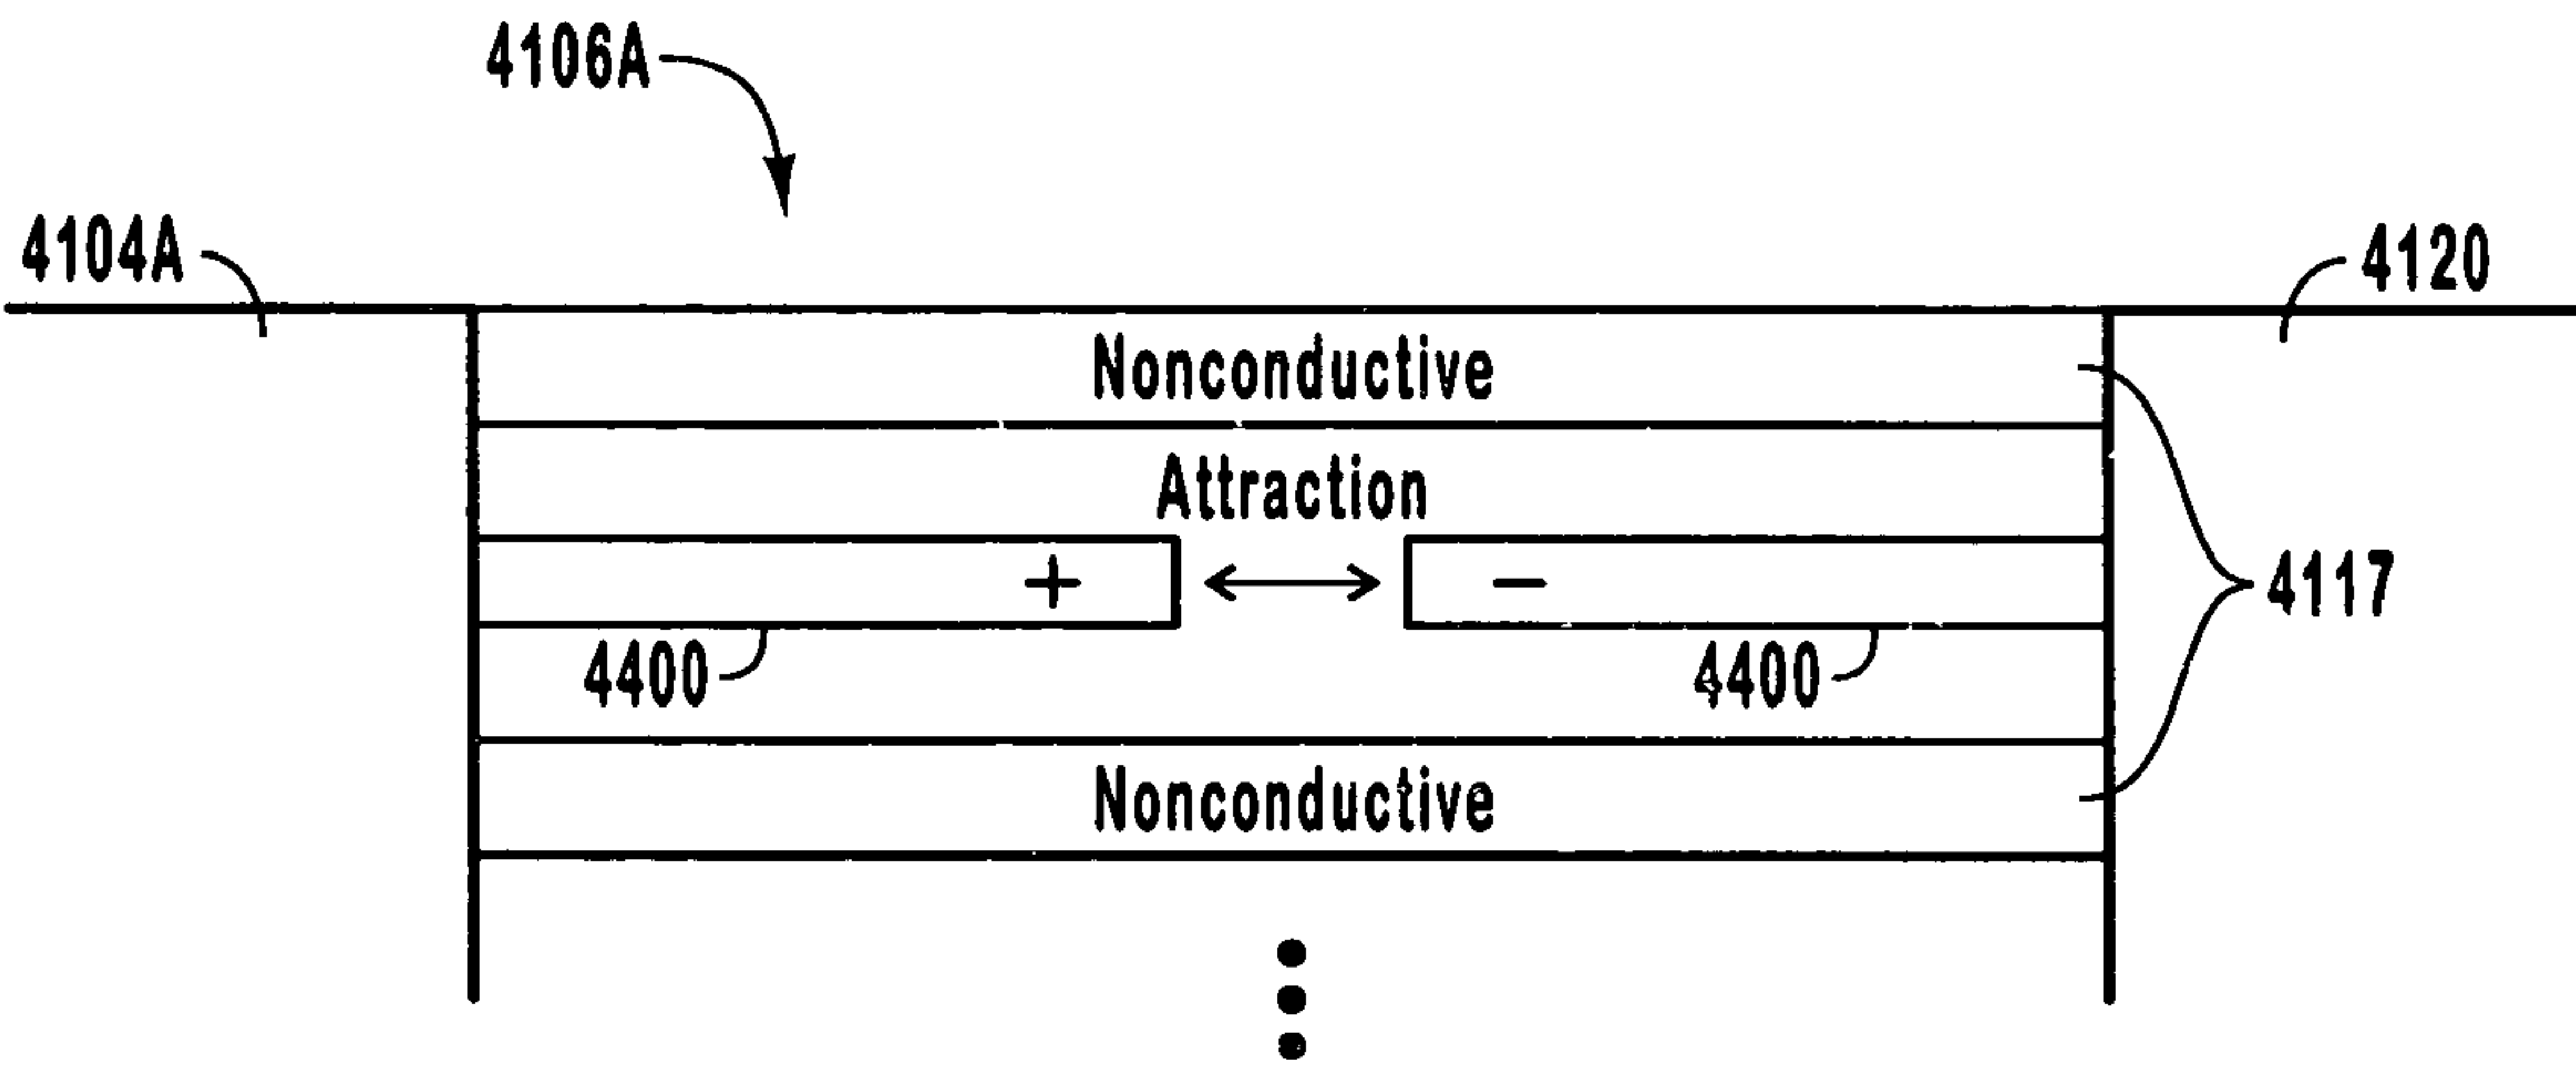 4106A
4104A
4120
Nonconductive
Attraction
+ −
4117
4400 4400
Nonconductive